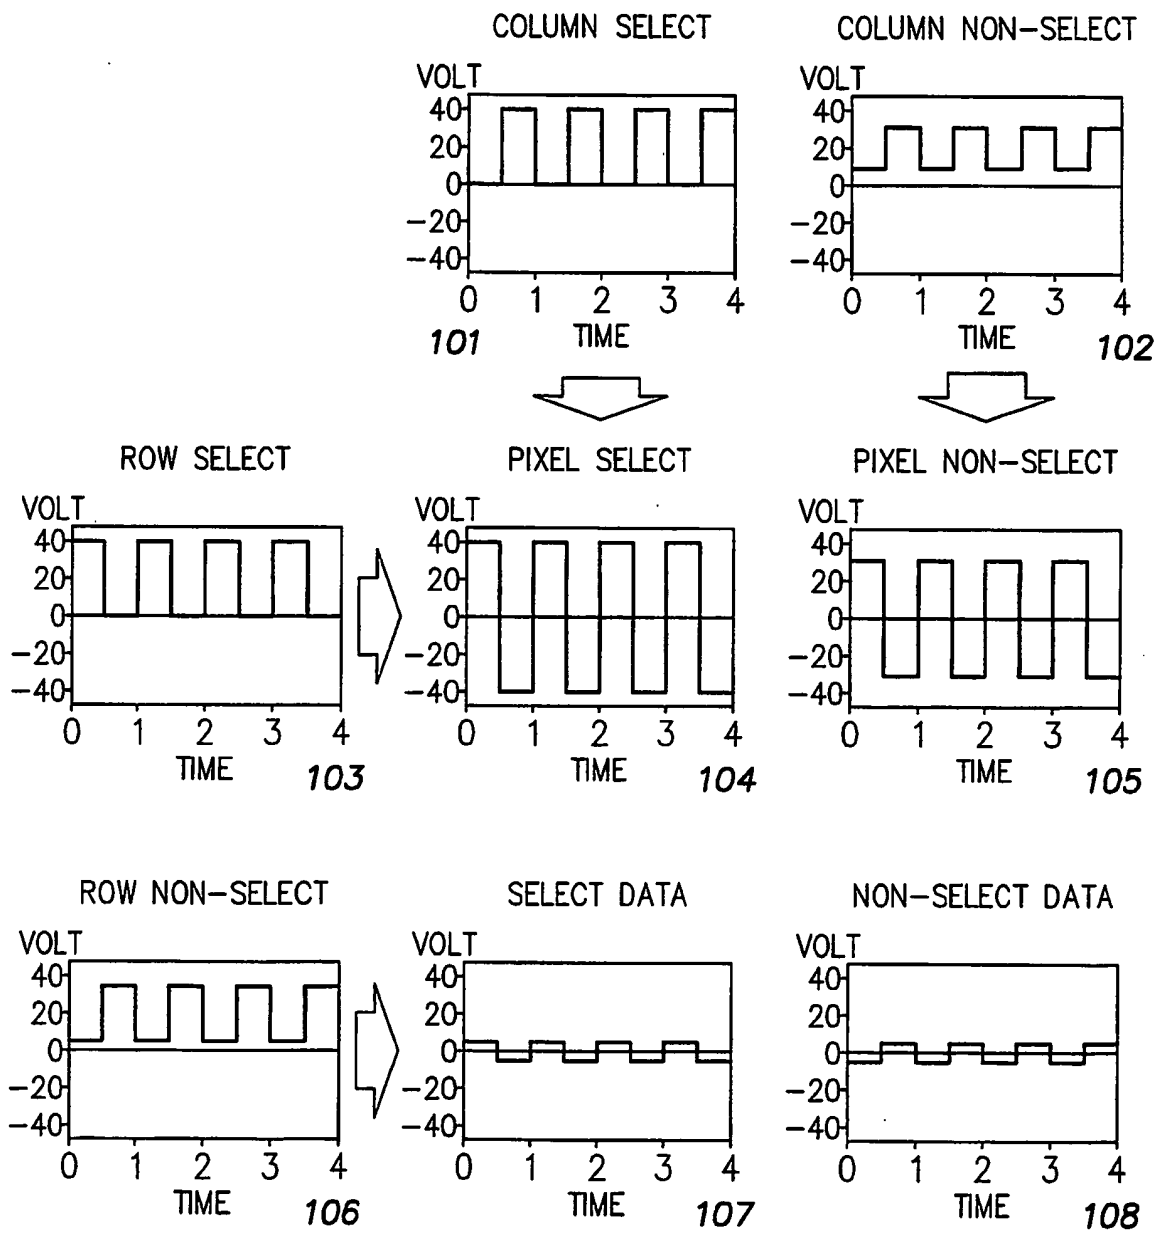 COLUMN SELECT
VOLT
40
20
0
−20
−40
0 1 2 3 4
TIME
101
COLUMN NON−SELECT
VOLT
40
20
0
−20
−40
0 1 2 3 4
TIME
102
ROW SELECT
VOLT
40
20
0
−20
−40
0 1 2 3 4
TIME
103
PIXEL SELECT
VOLT
40
20
0
−20
−40
0 1 2 3 4
TIME
104
PIXEL NON−SELECT
VOLT
40
20
0
−20
−40
0 1 2 3 4
TIME
105
ROW NON−SELECT
VOLT
40
20
0
−20
−40
0 1 2 3 4
TIME
106
SELECT DATA
VOLT
40
20
0
−20
−40
0 1 2 3 4
TIME
107
NON−SELECT DATA
VOLT
40
20
0
−20
−40
0 1 2 3 4
TIME
108